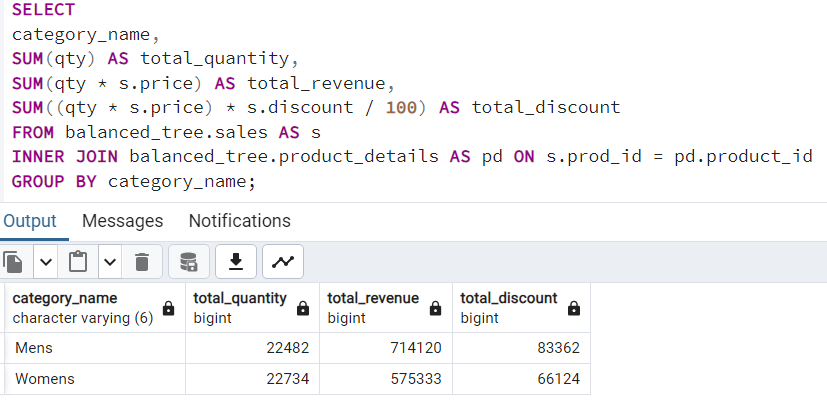 SELECT
category_name,
SUM(qty) AS total_quantity,
SUM(qty * s.price) AS total_revenue,
SUM((qty * s.price) * s.discount / 100) AS total_discount
FROM balanced_tree.sales AS s
INNER JOIN balanced_tree.product_details AS pd ON s.prod_id = pd.product_id
GROUP BY category_name;
Output Messages Notifications
category_name total_quantity total_revenue total_discount
character varying (6) bigint bigint bigint
Mens 22482 714120 83362
Womens 22734 575333 66124